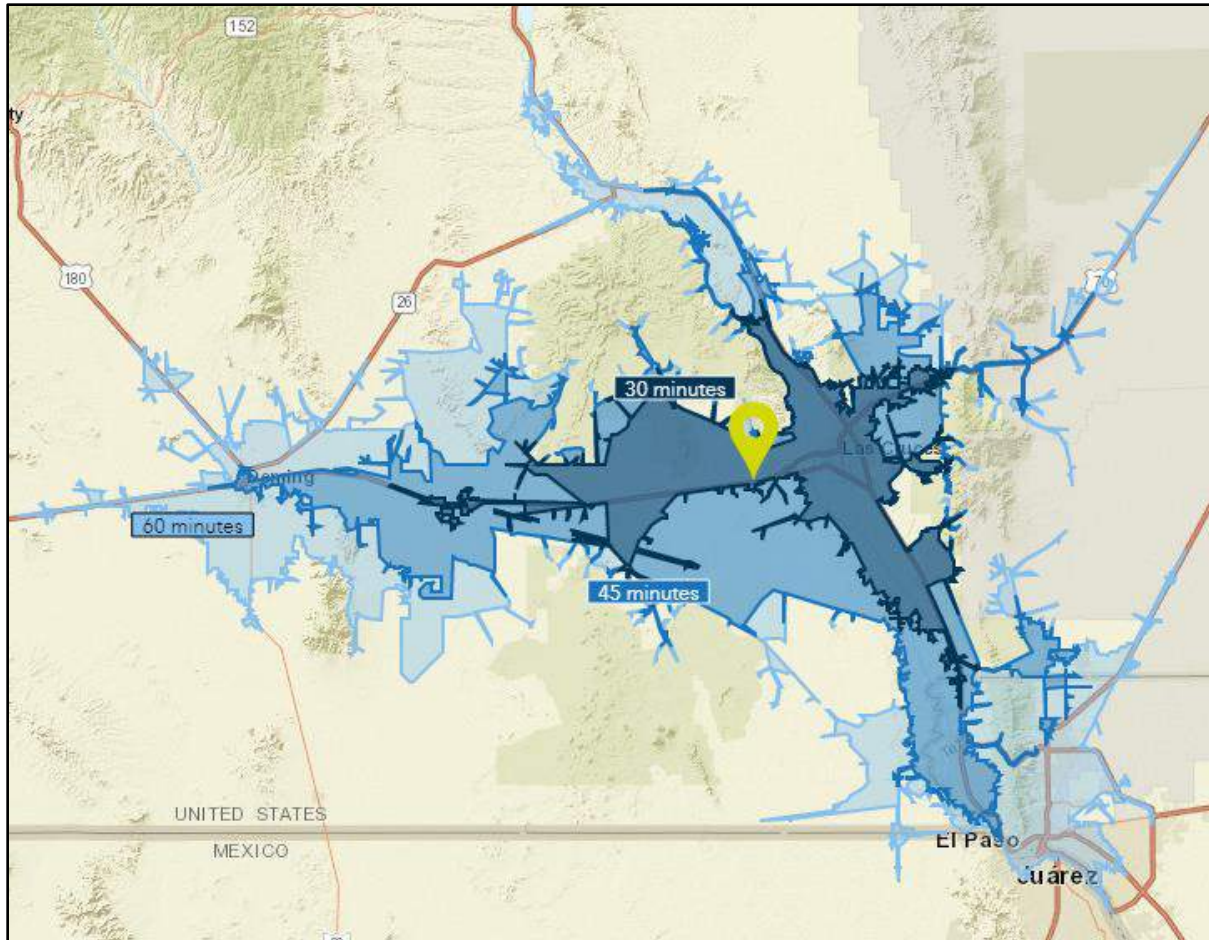 152
ty
180
26
70
30 minutes
Las Cruces
Deming
60 minutes
45 minutes
UNITED STATES
MEXICO
El Paso
Juárez